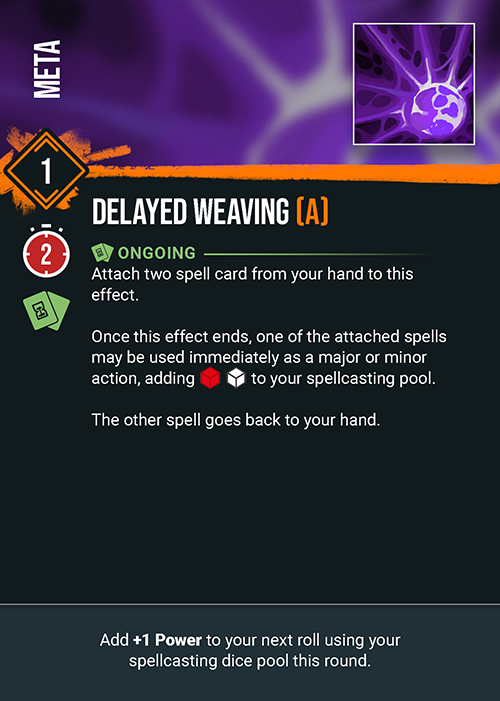 META
1
DELAYED WEAVING (A)
2
ONGOING
Attach two spell card from your hand to this
effect.
Once this effect ends, one of the attached spells
may be used immediately as a major or minor
action, adding to your spellcasting pool.
The other spell goes back to your hand.
Add +1 Power to your next roll using your
spellcasting dice pool this round.